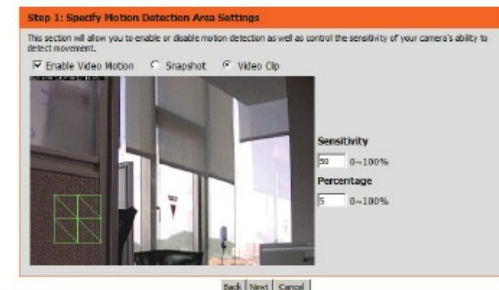 Step 1: Specify Motion Detection Area Settings
This section will allow you to enable or disable motion detection as well as control the sensitivity of your camera's ability to
detect movement.
Enable Video Motion Snapshot Video Clip
Sensitivity
50 0~100%
Percentage
5 0~100%
Back Next Cancel